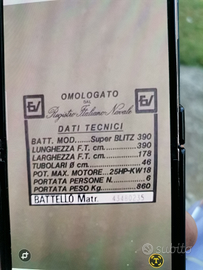 OMOLOGATO
DAL
Registro Italiano Navale
DATI TECNICI
BATT. MOD.......Super BLITZ 390
LUNGHEZZA F.T. cm.........390
LARGHEZZA F.T. cm.........178
TUBOLARI Ø cm.............46
POT. MAX. MOTORE...25HP-KW18
PORTATA PERSONE N.........6
PORTATA PESO Kg..........860
BATTELLO Matr.
subito